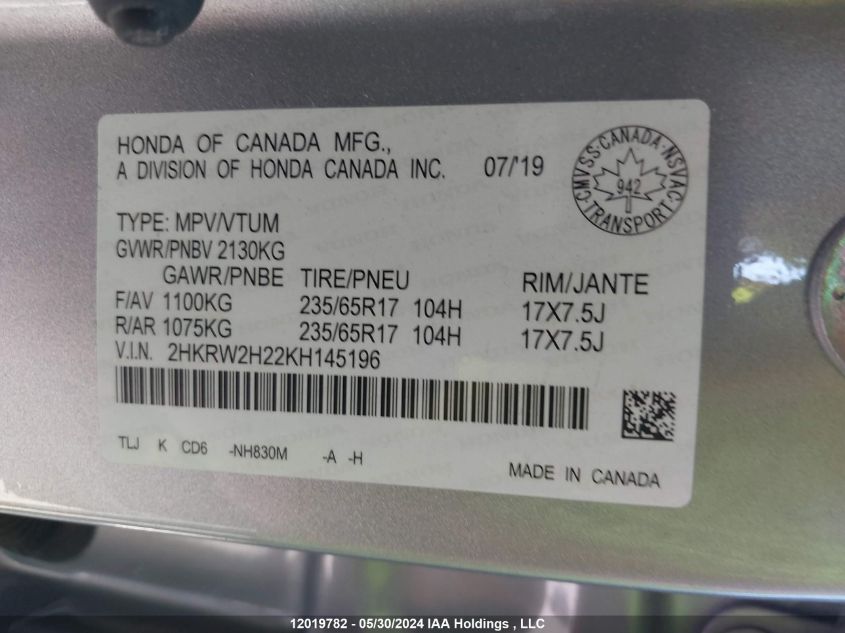 HONDA OF CANADA MFG.,
A DIVISION OF HONDA CANADA INC. 07/'19
CMVSS·CANADA·NSVAC·TRANSPORT
942
TYPE: MPV/VTUM
GVWR/PNBV 2130KG
GAWR/PNBE TIRE/PNEU RIM/JANTE
F/AV 1100KG 235/65R17 104H 17X7.5J
R/AR 1075KG 235/65R17 104H 17X7.5J
V.I.N. 2HKRW2H22KH145196
TLJ K CD6 -NH830M -A -H
MADE IN CANADA
12019782 - 05/30/2024 IAA Holdings , LLC